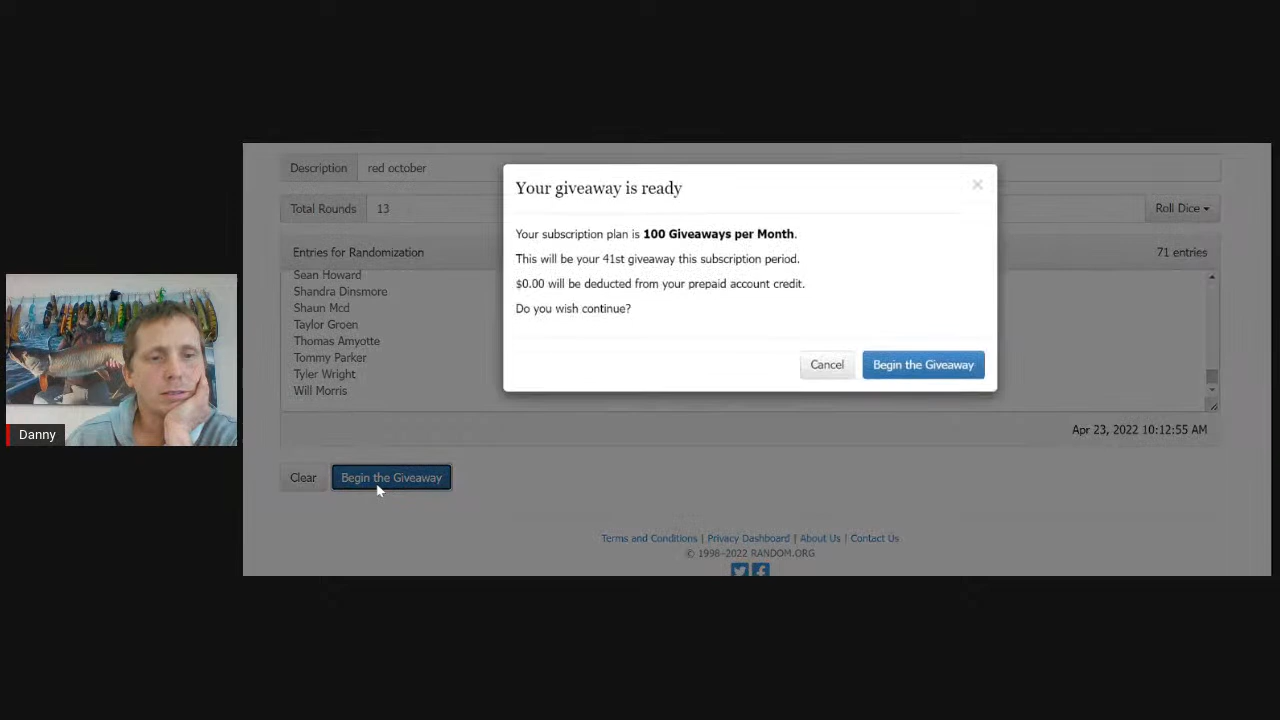 Description red october
Total Rounds 13 Roll Dice
Entries for Randomization 71 entries
Sean Howard
Shandra Dinsmore
Shaun Mcd
Taylor Groen
Thomas Amyotte
Tommy Parker
Tyler Wright
Will Morris
Apr 23, 2022 10:12:55 AM
Clear Begin the Giveaway
Your giveaway is ready ×
Your subscription plan is 100 Giveaways per Month.
This will be your 41st giveaway this subscription period.
$0.00 will be deducted from your prepaid account credit.
Do you wish continue?
Cancel Begin the Giveaway
Terms and Conditions | Privacy Dashboard | About Us | Contact Us
© 1998–2022 RANDOM.ORG
Danny